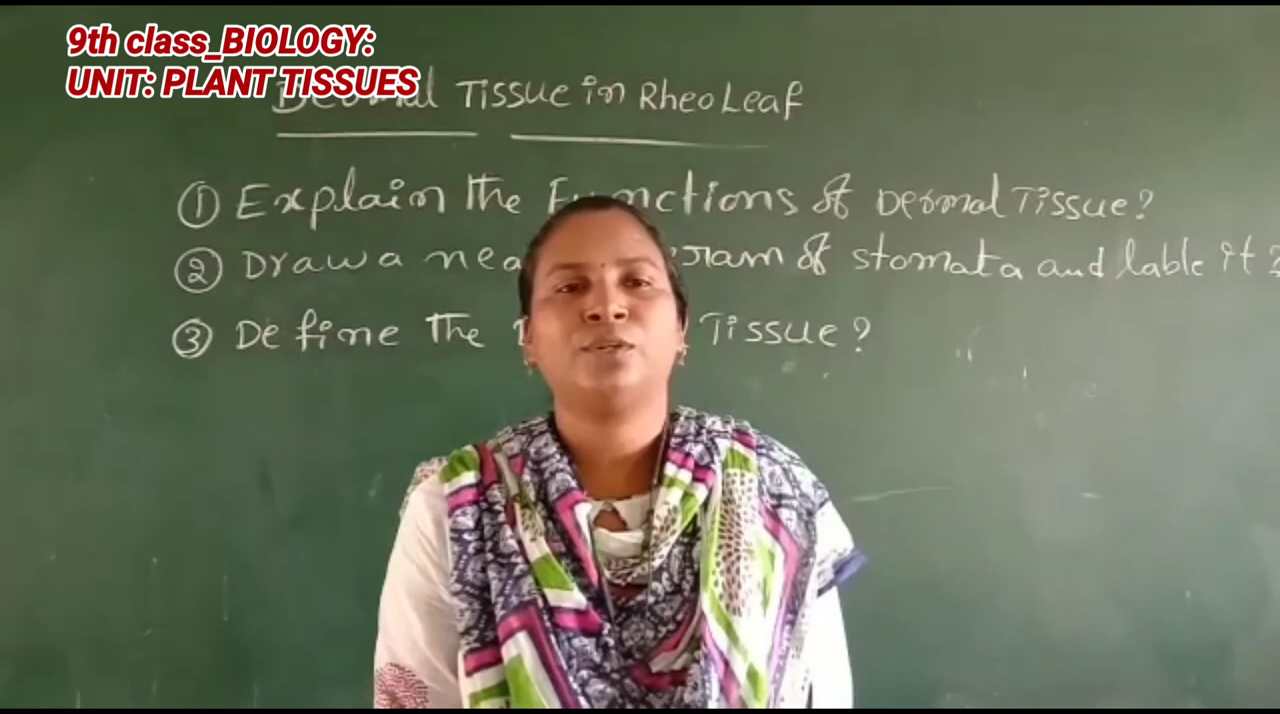 9th class_BIOLOGY:
UNIT: PLANT TISSUES
Tissue in Rheo Leaf
① Explain the Functions of Dermal Tissue?
② Draw a of stomata and lable it ?
③ Define the Tissue?